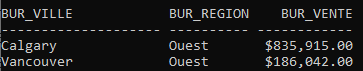 BUR_VILLE            BUR_REGION    BUR_VENTE
-------------------- ----------- -----------
Calgary              Ouest       $835,915.00
Vancouver            Ouest       $186,042.00